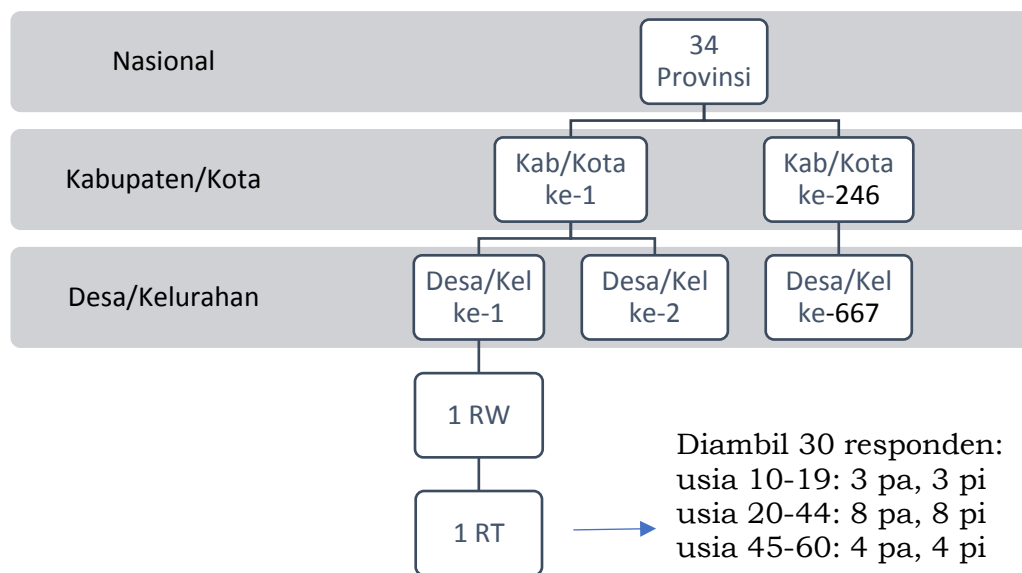 Nasional
34
Provinsi
Kabupaten/Kota
Kab/Kota
ke-1
Kab/Kota
ke-246
Desa/Kelurahan
Desa/Kel
ke-1
Desa/Kel
ke-2
Desa/Kel
ke-667
1 RW
1 RT
Diambil 30 responden:
usia 10-19: 3 pa, 3 pi
usia 20-44: 8 pa, 8 pi
usia 45-60: 4 pa, 4 pi